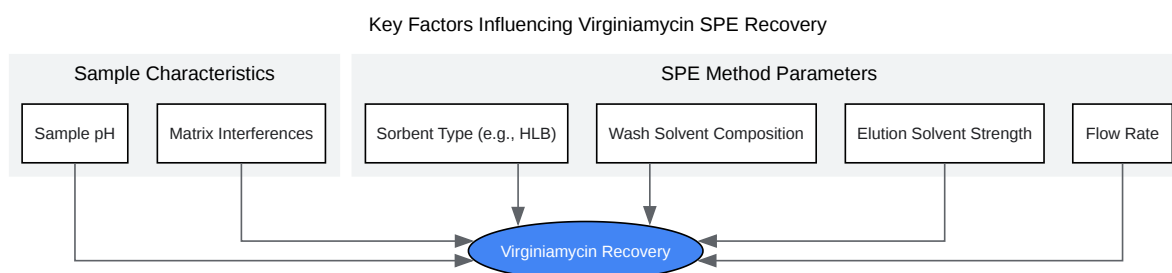 Key Factors Influencing Virginiamycin SPE Recovery
Sample Characteristics
SPE Method Parameters
Sample pH
Matrix Interferences
Sorbent Type (e.g., HLB)
Wash Solvent Composition
Elution Solvent Strength
Flow Rate
Virginiamycin Recovery